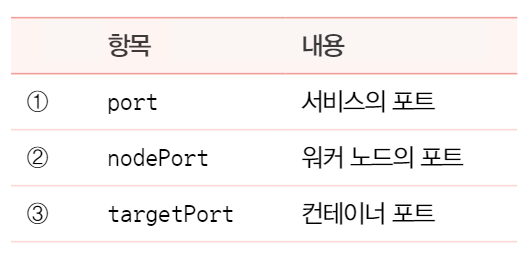 항목 내용
① port 서비스의 포트
② nodePort 워커 노드의 포트
③ targetPort 컨테이너 포트